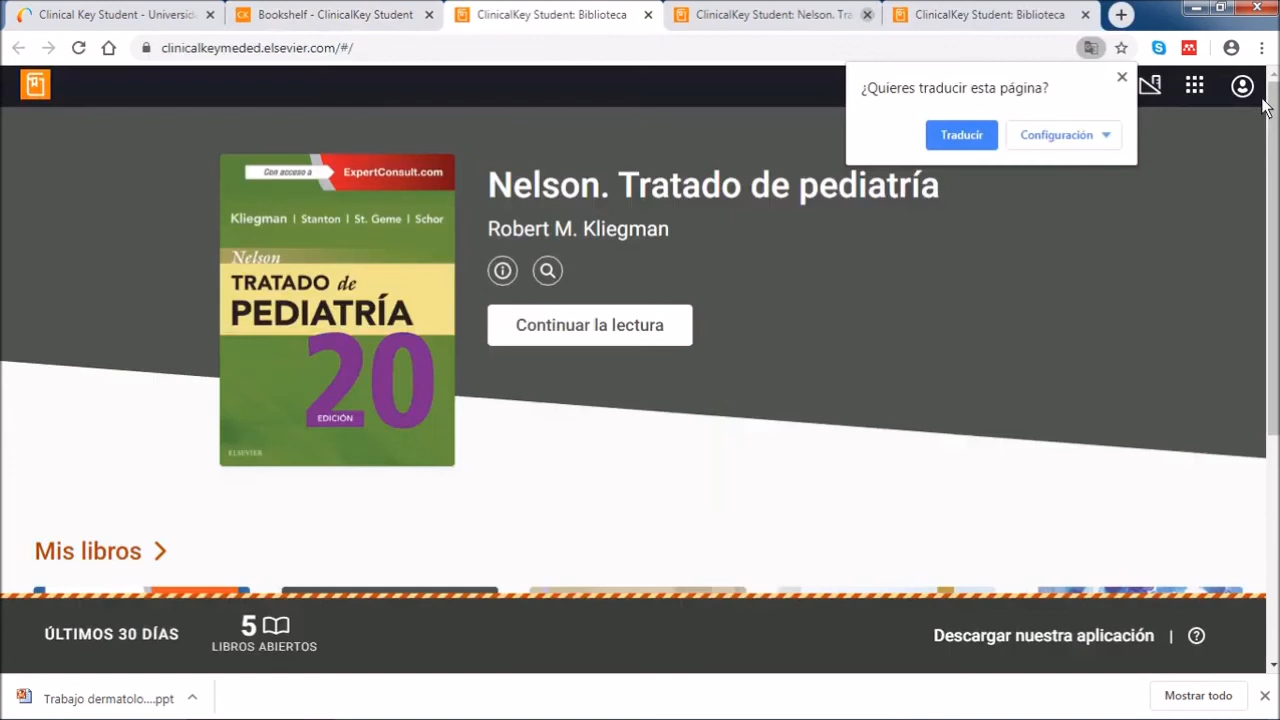 Clinical Key Student - Universid
Bookshelf - ClinicalKey Student
ClinicalKey Student: Biblioteca
ClinicalKey Student: Nelson. Tra
ClinicalKey Student: Biblioteca
clinicalkeymeded.elsevier.com/#/
¿Quieres traducir esta página?
Traducir
Configuración
Con acceso a ExpertConsult.com
Kliegman | Stanton | St. Geme | Schor
Nelson
TRATADO de
PEDIATRÍA
20
EDICIÓN
ELSEVIER
Nelson. Tratado de pediatría
Robert M. Kliegman
Continuar la lectura
Mis libros
ÚLTIMOS 30 DÍAS
5
LIBROS ABIERTOS
Descargar nuestra aplicación |
Trabajo dermatolo....ppt
Mostrar todo